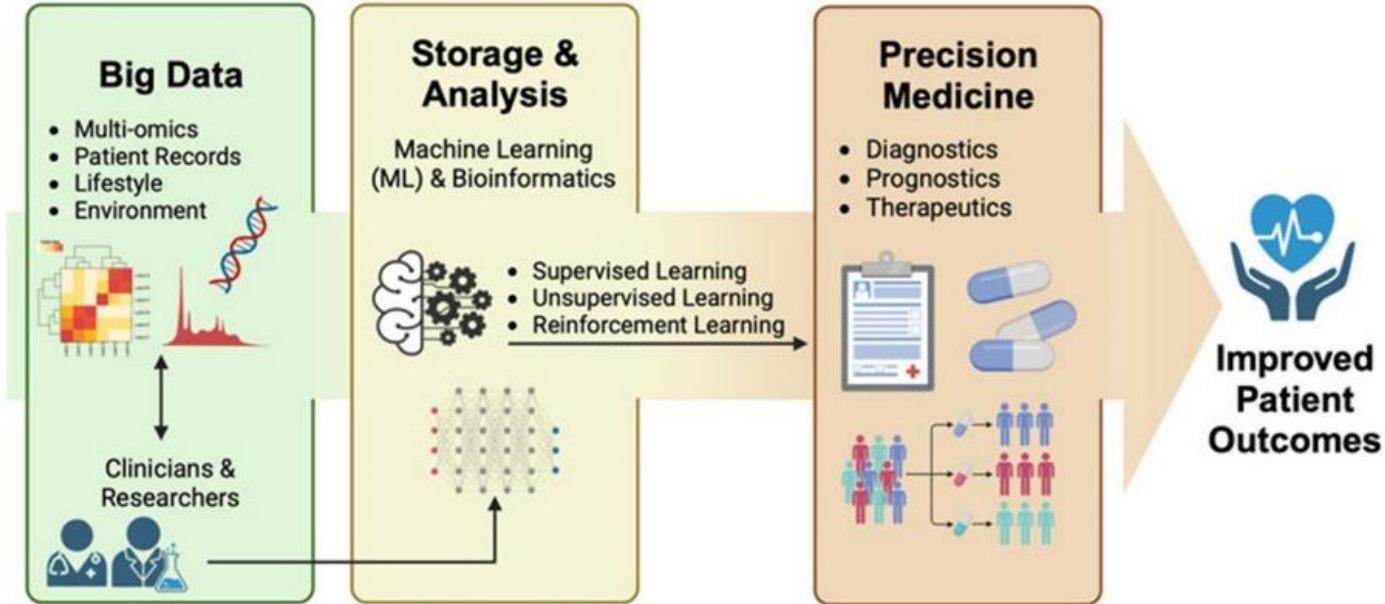 Big Data
• Multi-omics
• Patient Records
• Lifestyle
• Environment
Clinicians &
Researchers
Storage &
Analysis
Machine Learning
(ML) & Bioinformatics
• Supervised Learning
• Unsupervised Learning
• Reinforcement Learning
Precision
Medicine
• Diagnostics
• Prognostics
• Therapeutics
Improved
Patient
Outcomes